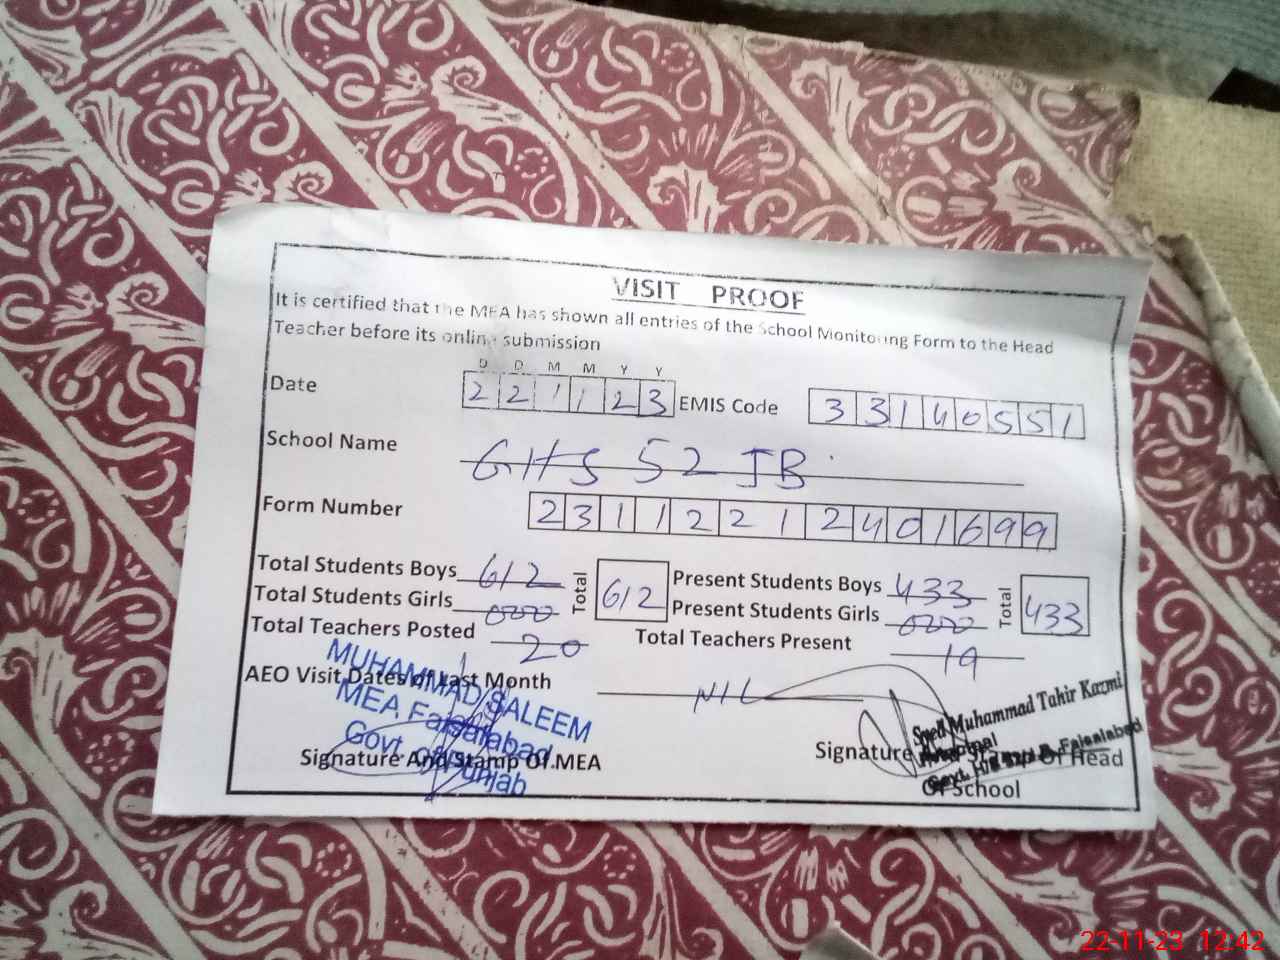 VISIT PROOF
It is certified that the MEA has shown all entries of the School Monitoring Form to the Head
Teacher before its online submission
D D M M Y Y
Date 2 2 1 1 2 3 EMIS Code 3 3 1 4 0 5 5 1
School Name GHS 52 JB
Form Number 2 3 1 1 2 2 1 2 4 0 1 6 9 9
Total Students Boys 612 Total 612 Present Students Boys 433 Total 433
Total Students Girls 0000 Present Students Girls 0000
Total Teachers Posted 20 Total Teachers Present 19
AEO Visit Dates of Last Month NIL
MUHAMMAD SALEEM
MEA Faisalabad
Govt. of Punjab
Signature And Stamp Of MEA
Syed Muhammad Tahir Kazmi
Faisalabad
Signature And Stamp Of Head
Of School
22-11-23 12:42